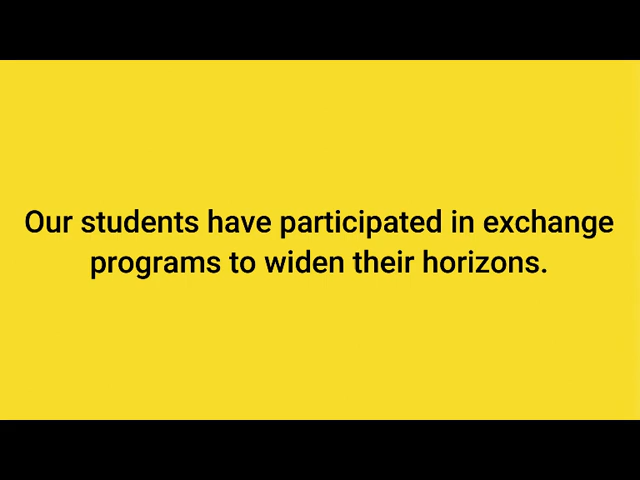 Our students have participated in exchange
programs to widen their horizons.